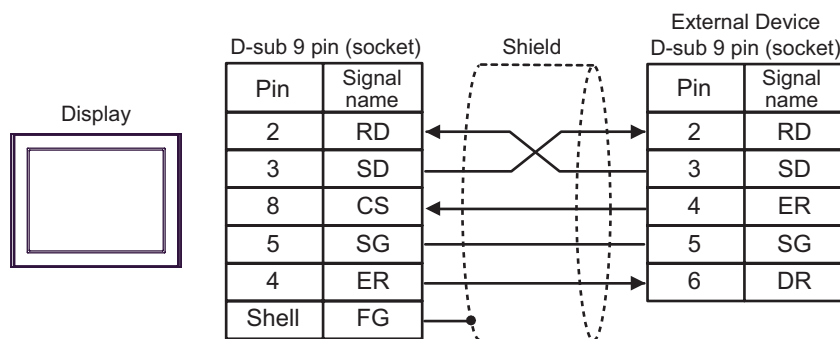 External Device
D-sub 9 pin (socket) Shield D-sub 9 pin (socket)
Display
Pin Signal name
2 RD
3 SD
8 CS
5 SG
4 ER
Shell FG
Pin Signal name
2 RD
3 SD
4 ER
5 SG
6 DR